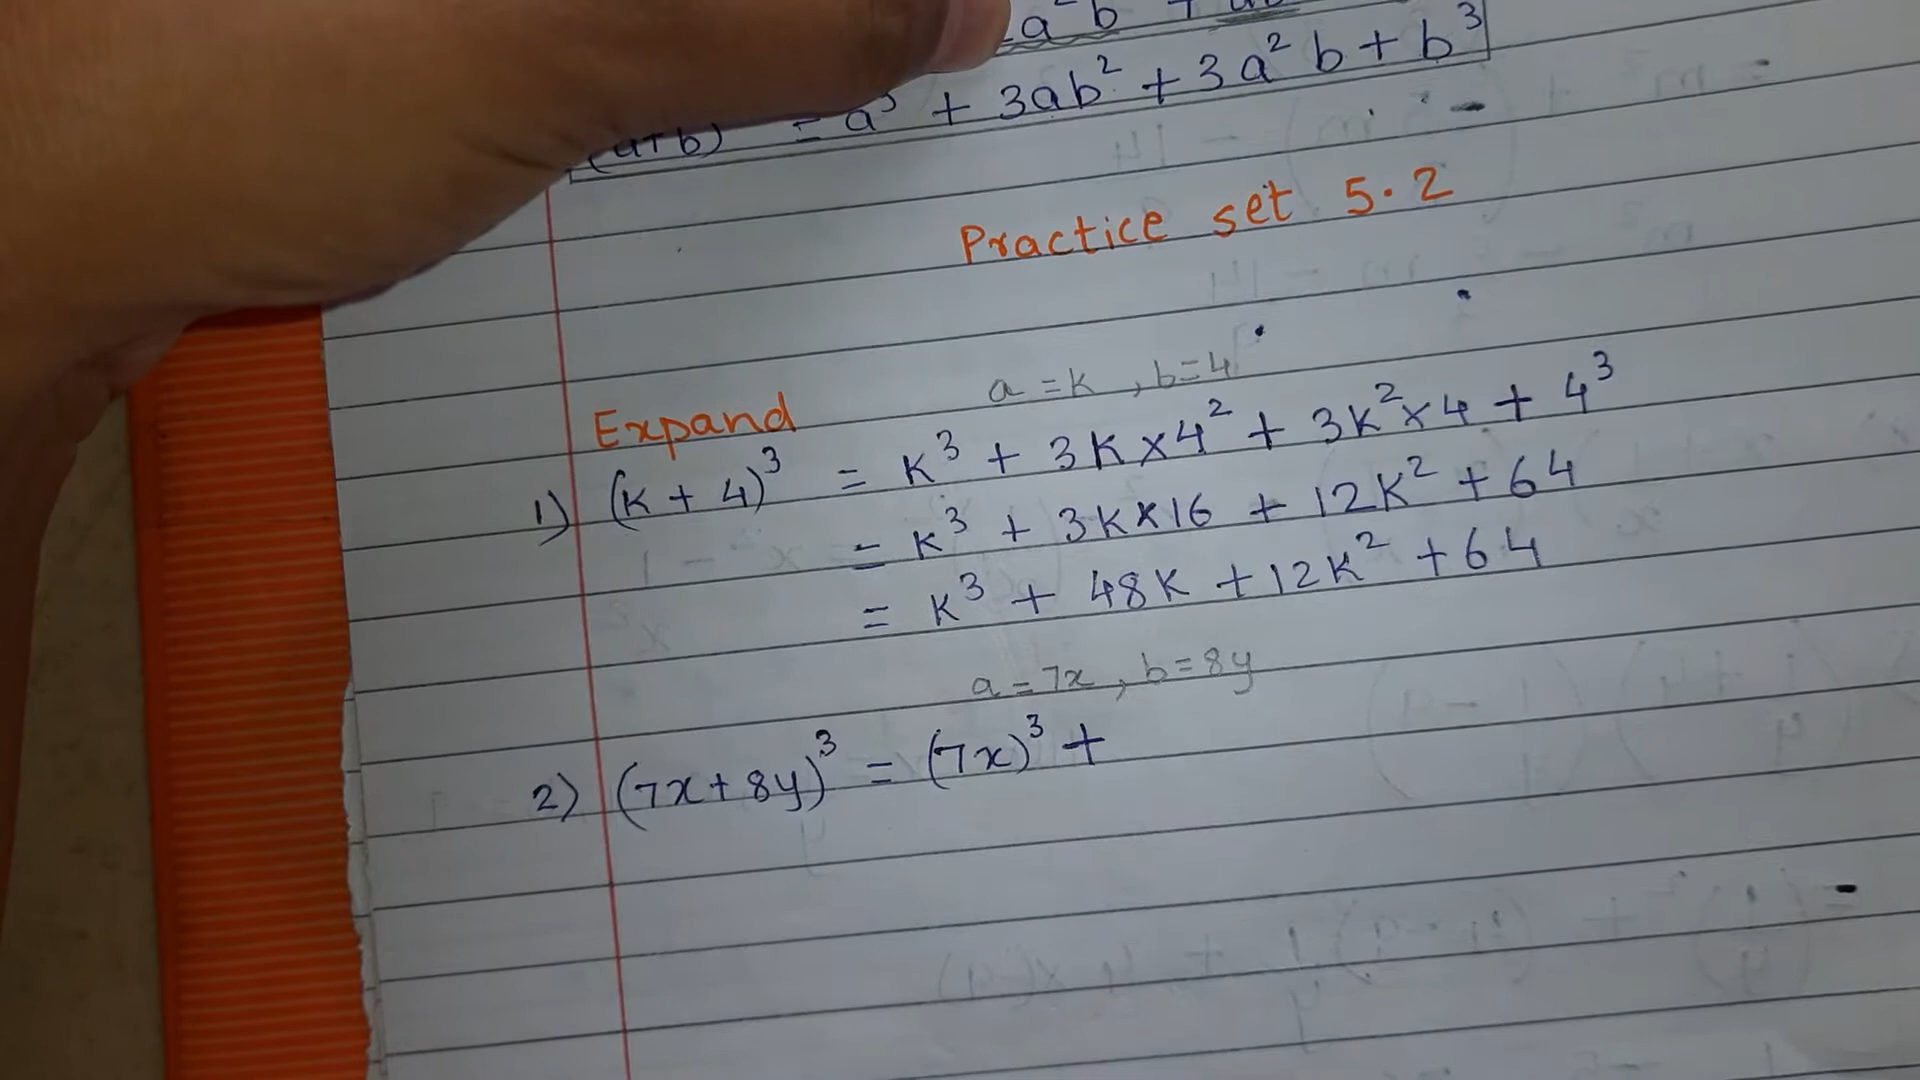 a²b +
(a+b) = a³ + 3ab² + 3a²b + b³
Practice set 5.2
Expand
a = k, b = 4
1) (k + 4)³ = k³ + 3k × 4² + 3k² × 4 + 4³
= k³ + 3k × 16 + 12k² + 64
= k³ + 48k + 12k² + 64
a = 7x, b = 8y
2) (7x + 8y)³ = (7x)³ +